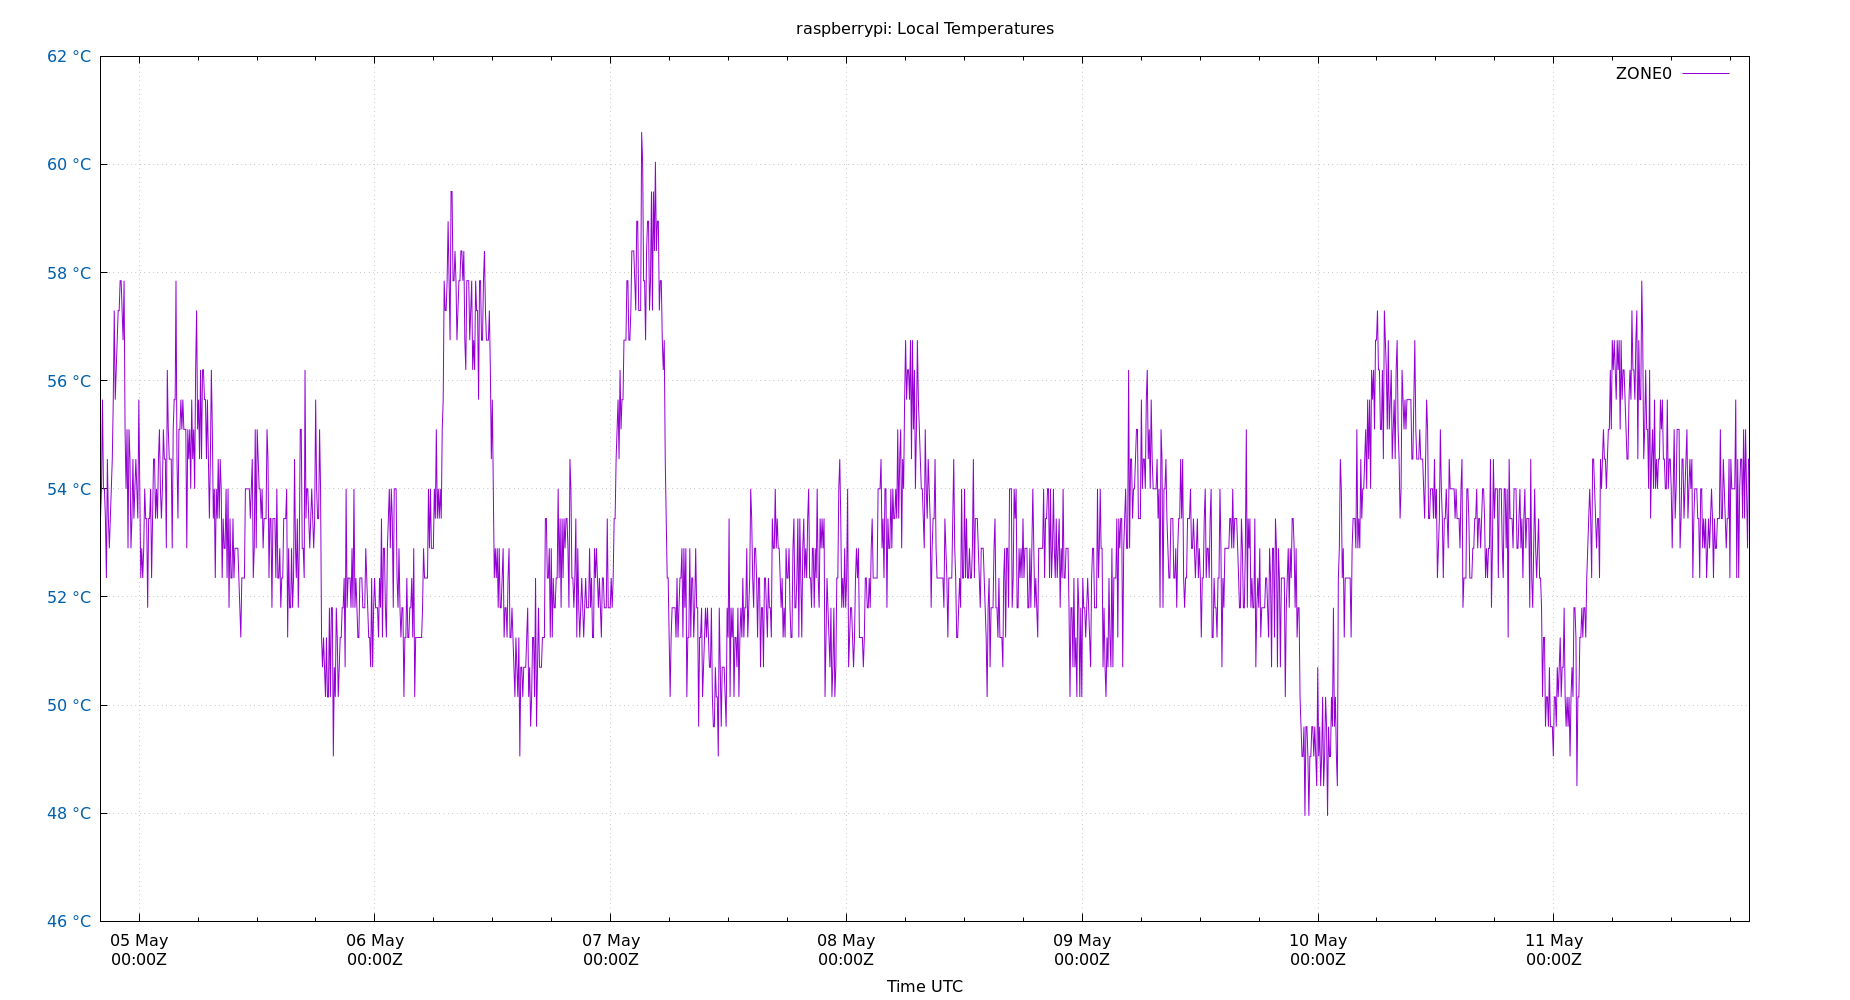 raspberrypi: Local Temperatures
62 °C
ZONE0
60 °C
58 °C
56 °C
54 °C
52 °C
50 °C
48 °C
46 °C
05 May 06 May 07 May 08 May 09 May 10 May 11 May
00:00Z 00:00Z 00:00Z 00:00Z 00:00Z 00:00Z 00:00Z
Time UTC